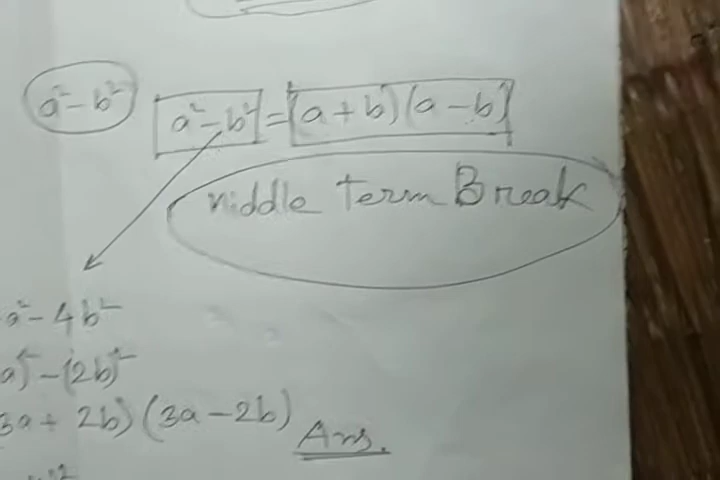 a²-b² a²-b² = (a+b)(a-b)
middle term Break
a²-4b²
a)²-(2b)²
3a+2b)(3a-2b) Ans.